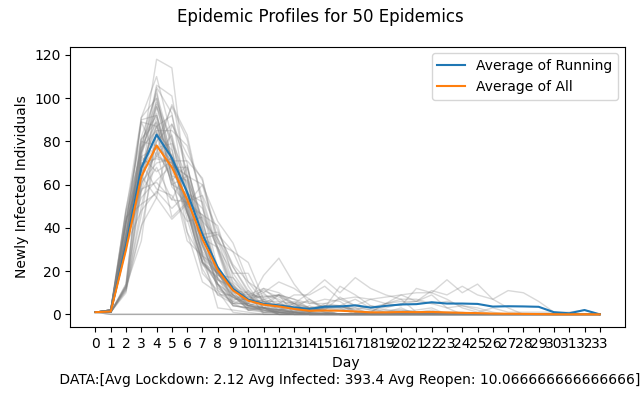 Epidemic Profiles for 50 Epidemics
120
100
80
60
40
20
0
Newly Infected Individuals
Average of Running
Average of All
0 1 2 3 4 5 6 7 8 9 10 11 12 13 14 15 16 17 18 19 20 21 22 23 24 25 26 27 28 29 30 31 32 33
Day
DATA:[Avg Lockdown: 2.12 Avg Infected: 393.4 Avg Reopen: 10.066666666666666]